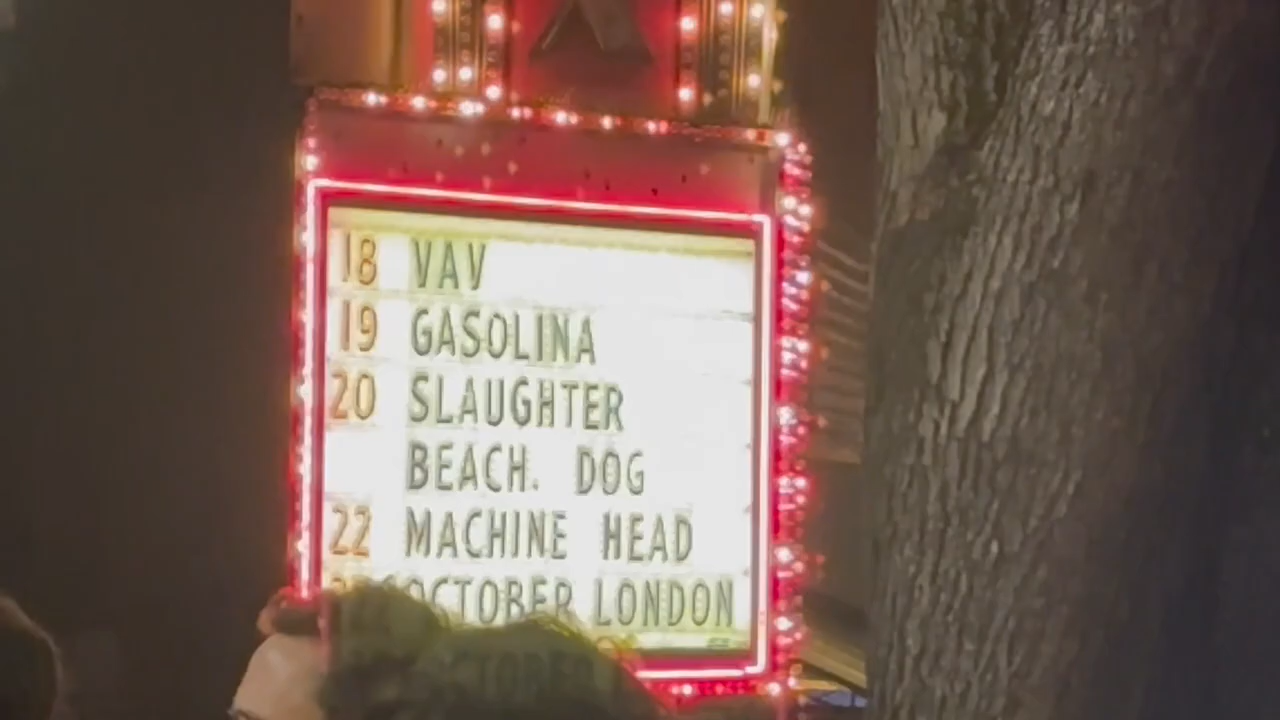 18 VAV
19 GASOLINA
20 SLAUGHTER
BEACH. DOG
22 MACHINE HEAD
OCTOBER LONDON